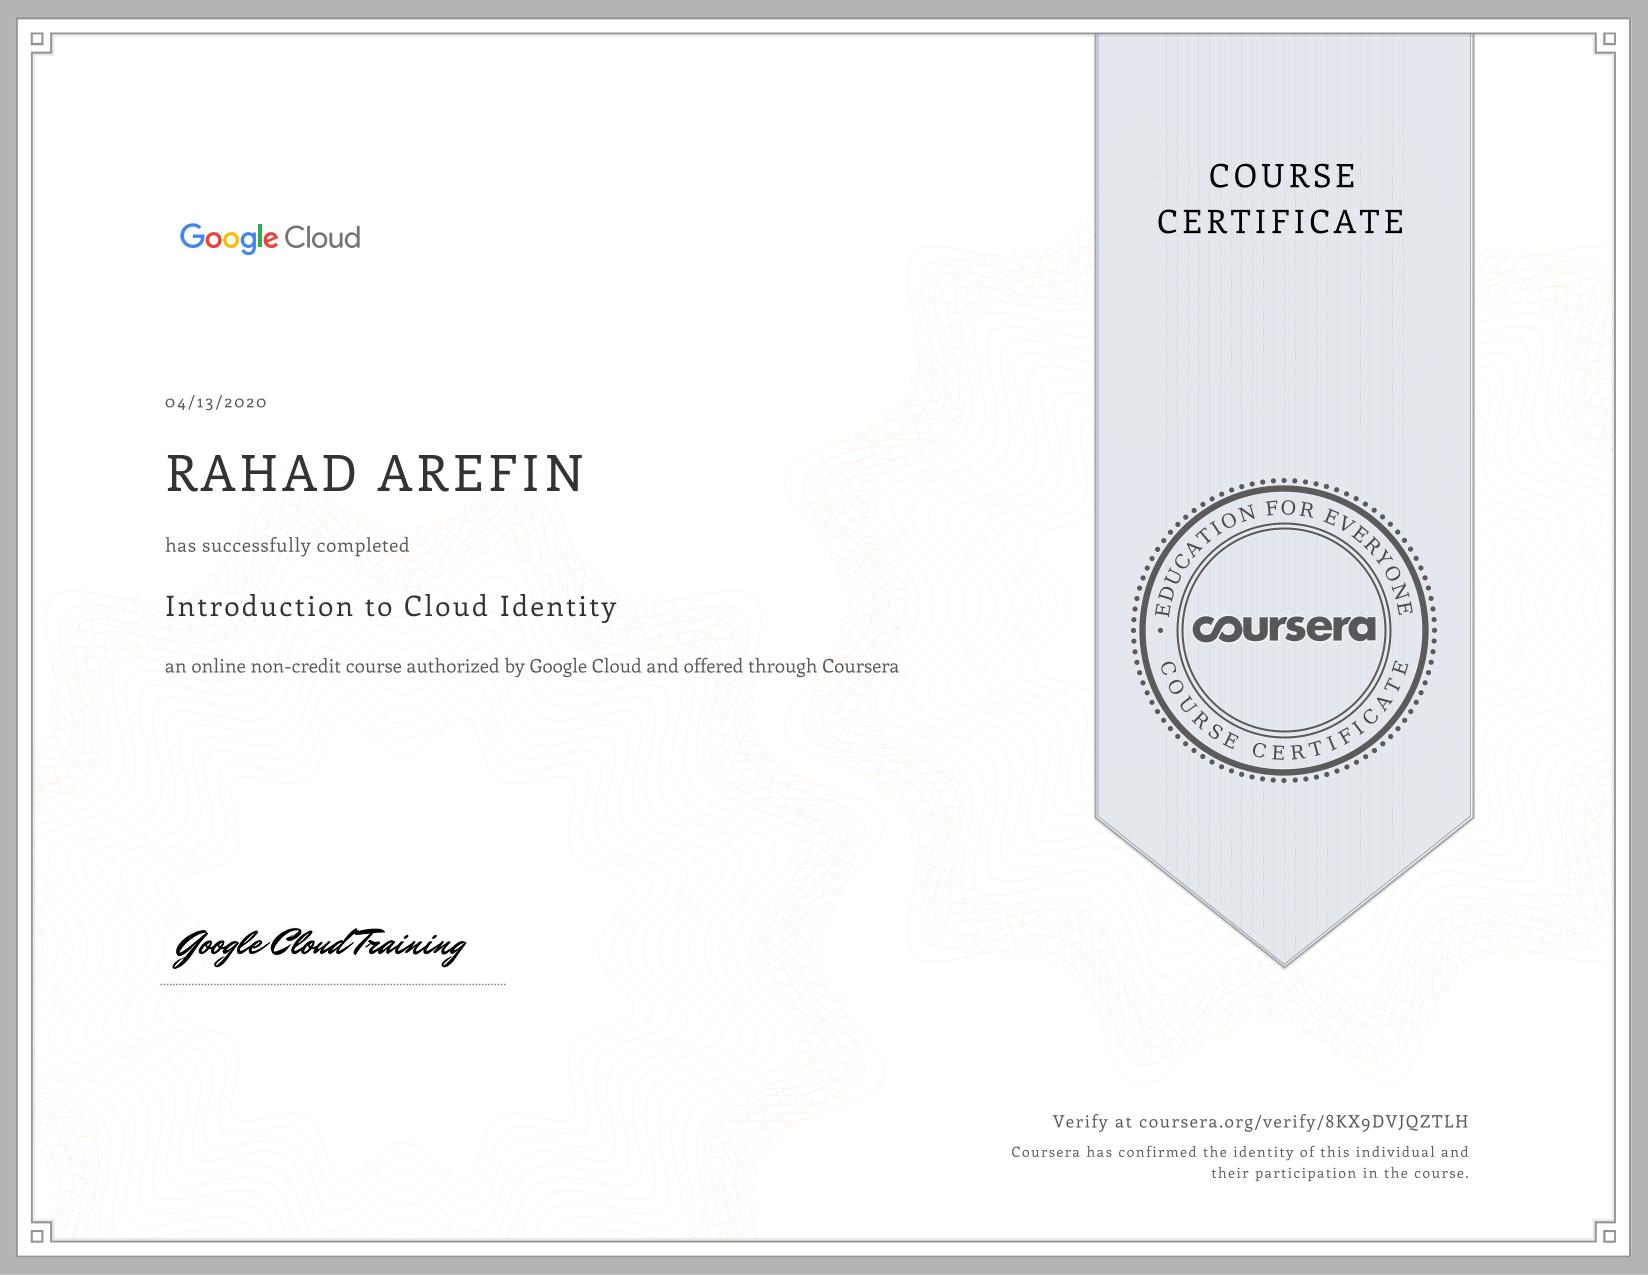 COURSE
CERTIFICATE
Google Cloud
04/13/2020
RAHAD AREFIN
has successfully completed
Introduction to Cloud Identity
an online non-credit course authorized by Google Cloud and offered through Coursera
EDUCATION FOR EVERYONE
coursera
COURSE CERTIFICATE
Google Cloud Training
Verify at coursera.org/verify/8KX9DVJQZTLH
Coursera has confirmed the identity of this individual and
their participation in the course.